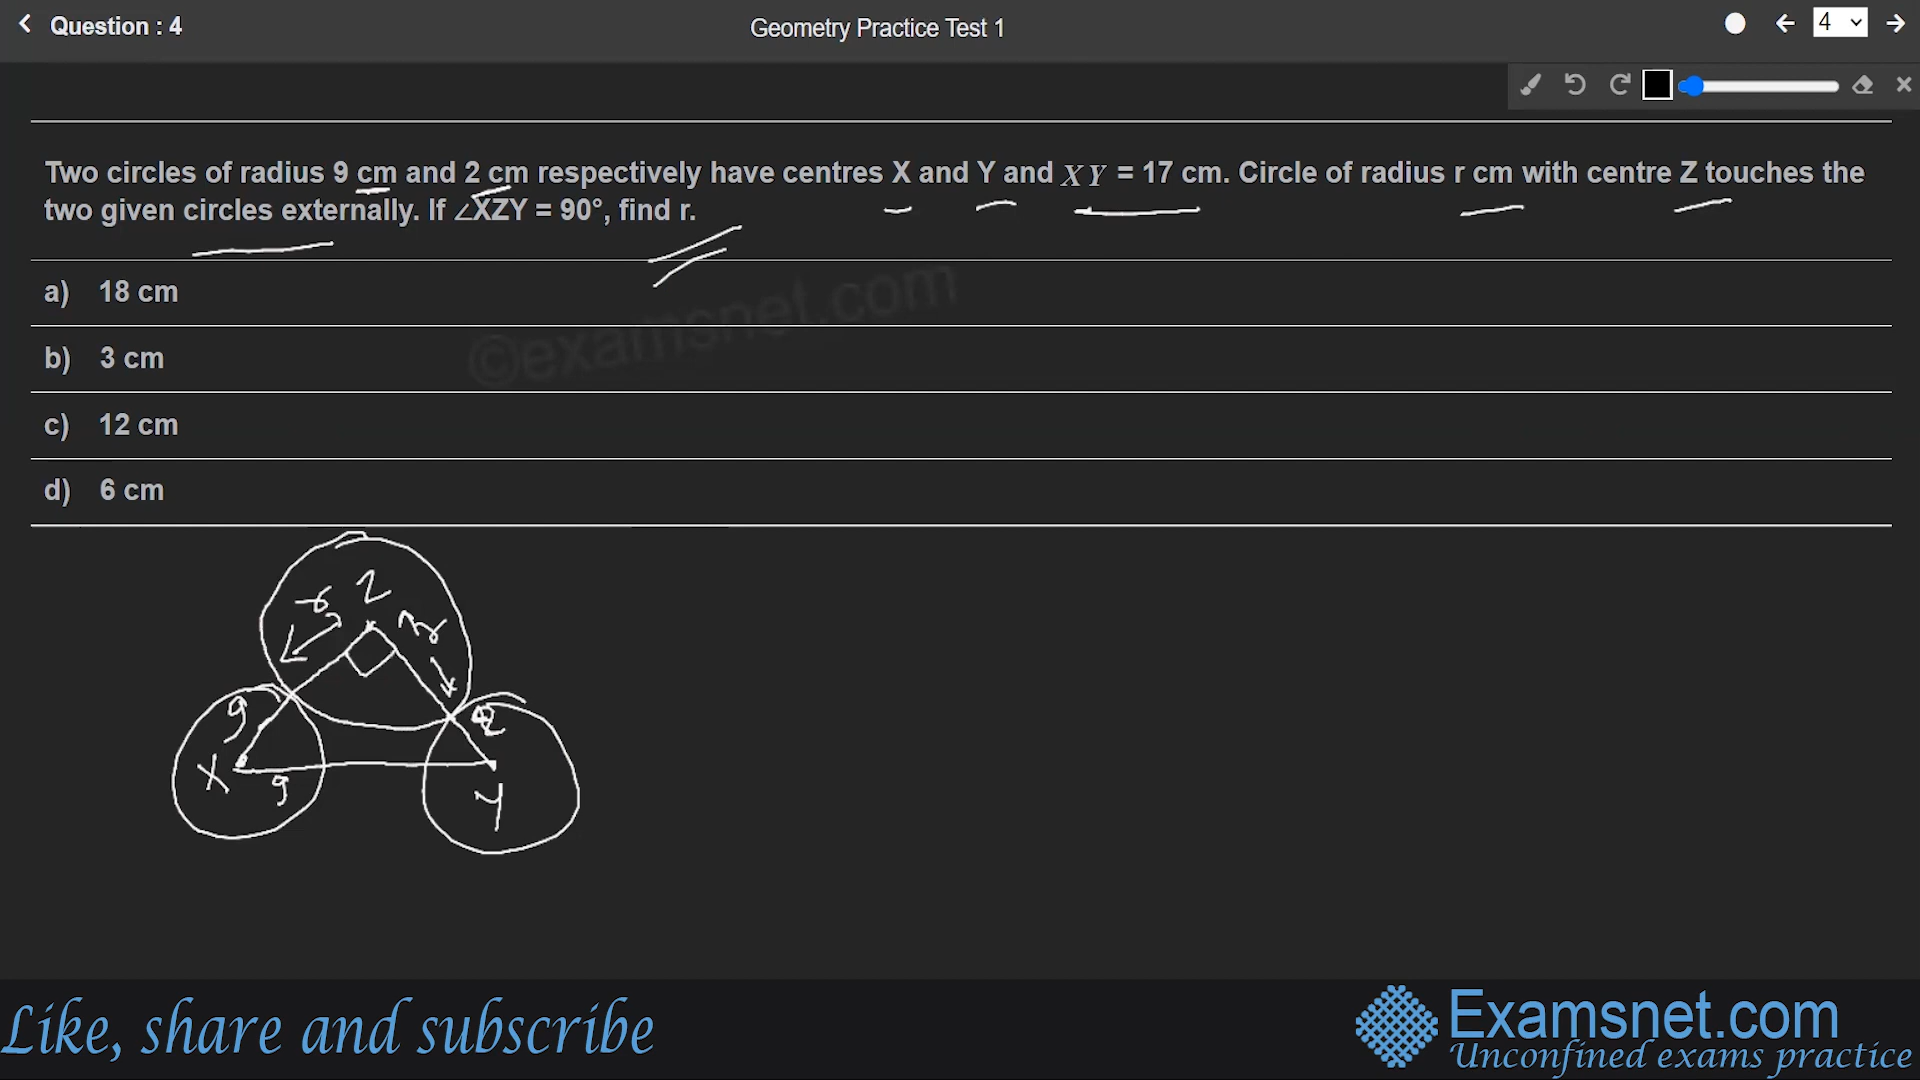 Question : 4
Geometry Practice Test 1
4
Two circles of radius 9 cm and 2 cm respectively have centres X and Y and XY = 17 cm. Circle of radius r cm with centre Z touches the
two given circles externally. If ∠XZY = 90°, find r.
a) 18 cm
©examsnet.com
b) 3 cm
c) 12 cm
d) 6 cm
Z
r
r
9
2
X
9
Y
Like, share and subscribe
Examsnet.com
Unconfined exams practice